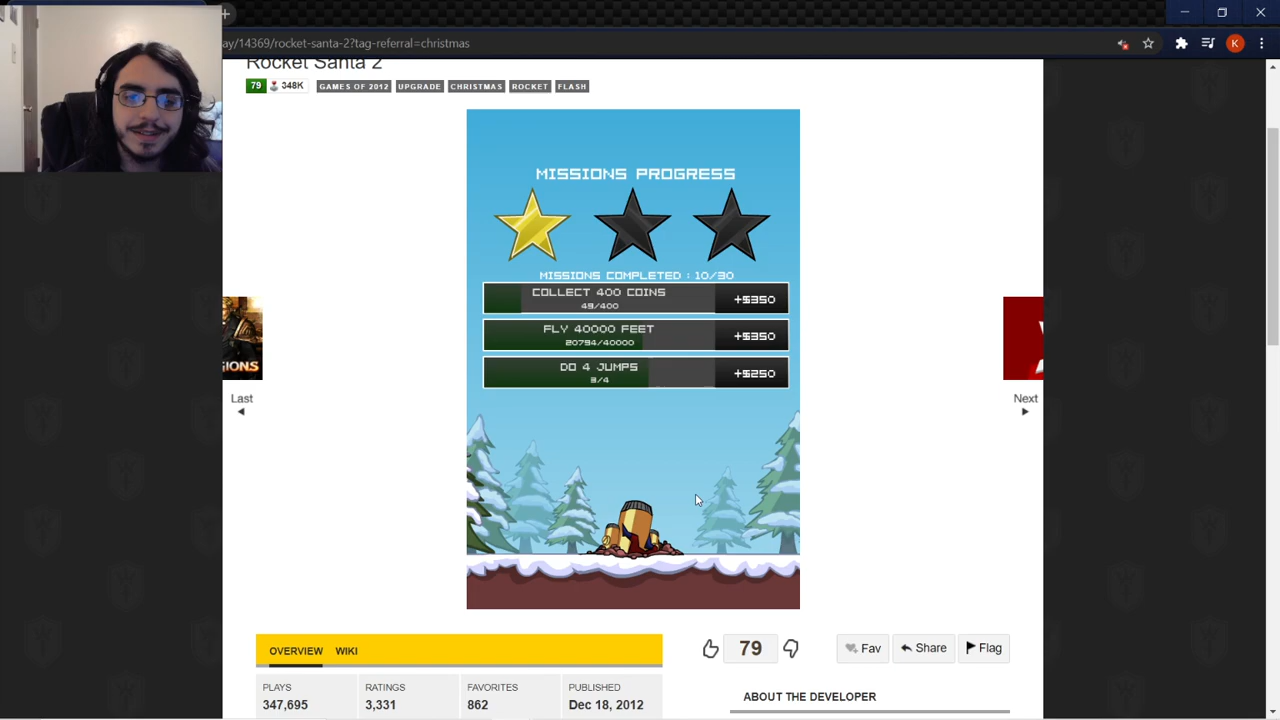 ay/14369/rocket-santa-2?tag-referral=christmas
K
Rocket Santa 2
79 348K GAMES OF 2012 UPGRADE CHRISTMAS ROCKET FLASH
MISSIONS PROGRESS
MISSIONS COMPLETED : 10/30
COLLECT 400 COINS
49/400
+$350
FLY 40000 FEET
20794/40000
+$350
DO 4 JUMPS
3/4
+$250
IONS
Last
Next
OVERVIEW WIKI
79 Fav Share Flag
PLAYS RATINGS FAVORITES PUBLISHED
347,695 3,331 862 Dec 18, 2012
ABOUT THE DEVELOPER